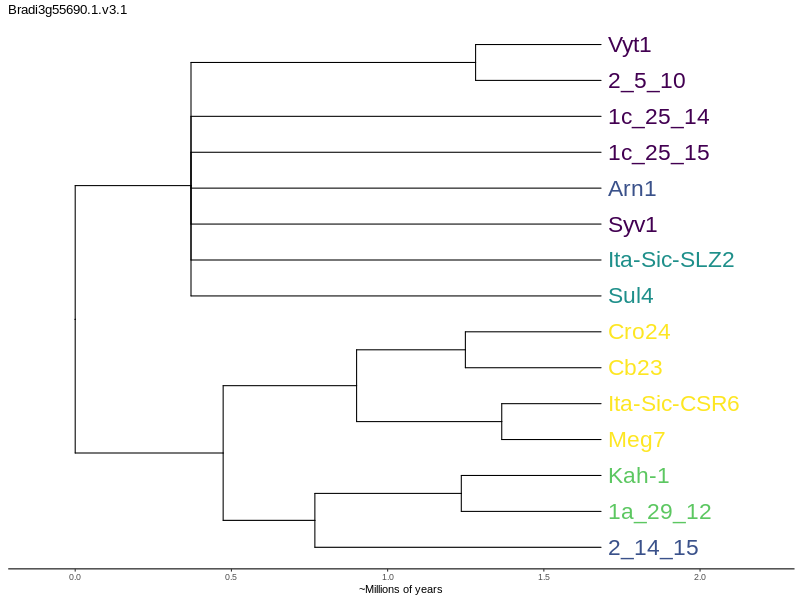 Bradi3g55690.1.v3.1
Vyt1
2_5_10
1c_25_14
1c_25_15
Arn1
Syv1
Ita-Sic-SLZ2
Sul4
Cro24
Cb23
Ita-Sic-CSR6
Meg7
Kah-1
1a_29_12
2_14_15
0.0 0.5 1.0 1.5 2.0
~Millions of years